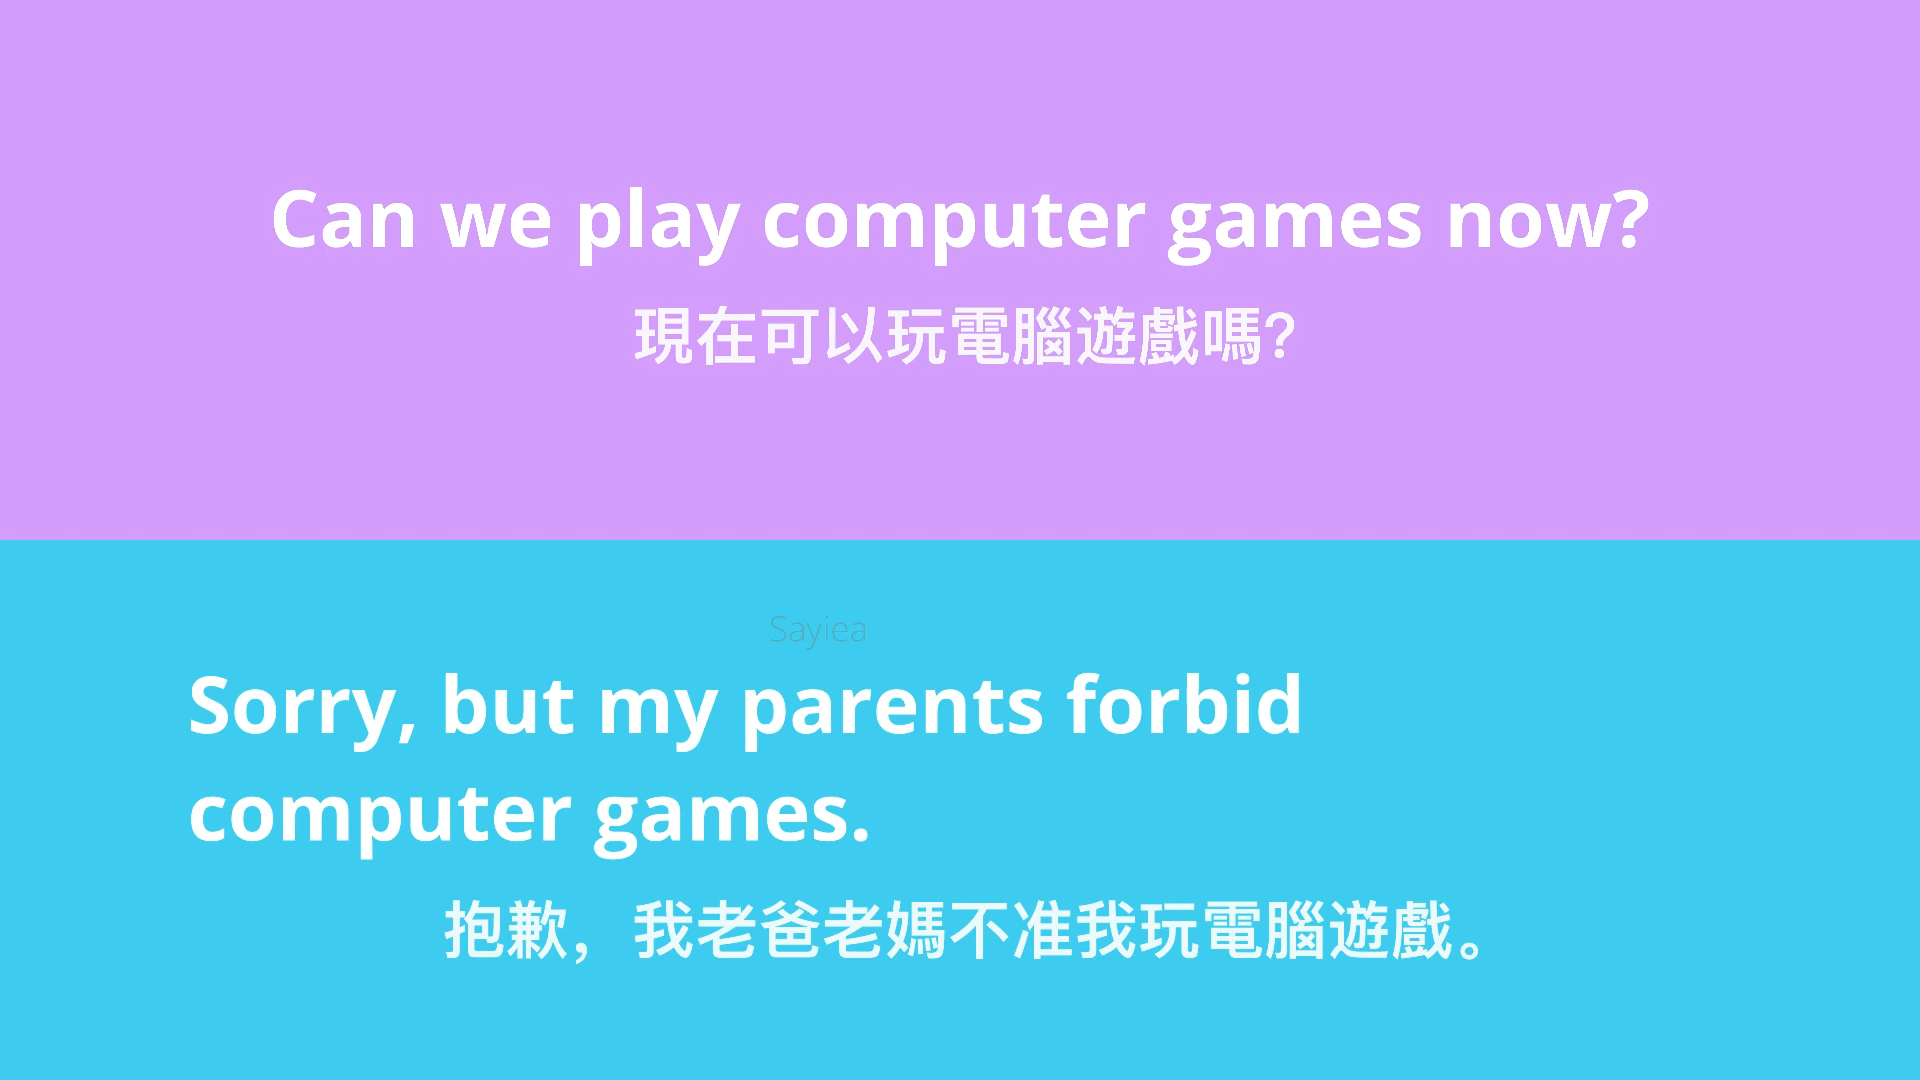 Can we play computer games now?
現在可以玩電腦遊戲嗎?
Sayiea
Sorry, but my parents forbid
computer games.
抱歉，我老爸老媽不准我玩電腦遊戲。